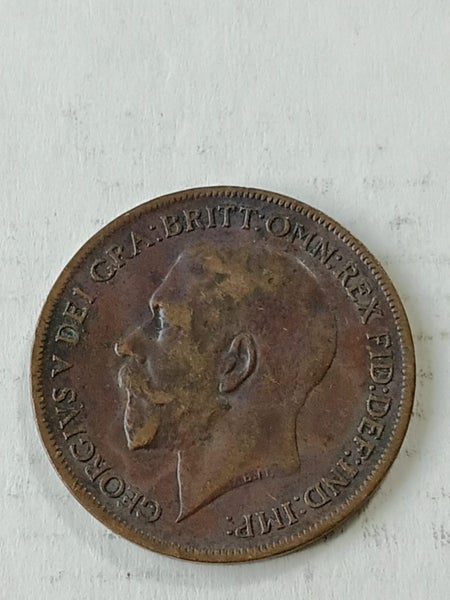 GEORGIVS V DEI GRA: BRITT: OMN: REX FID: DEF: IND: IMP:
B.M.